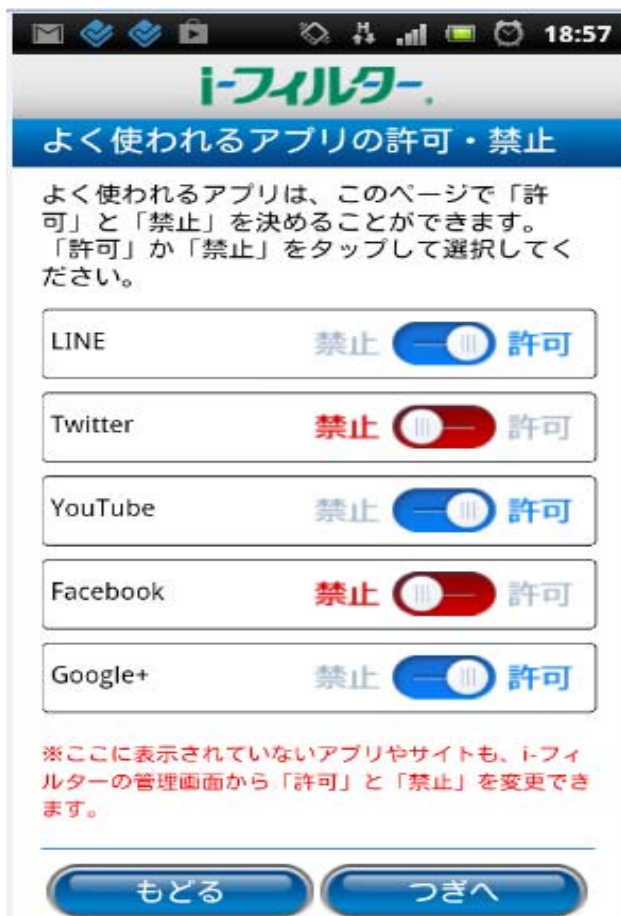 18:57
i-フィルター.
よく使われるアプリの許可・禁止
よく使われるアプリは、このページで「許
可」と「禁止」を決めることができます。
「許可」か「禁止」をタップして選択してく
ださい。
LINE 禁止 許可
Twitter 禁止 許可
YouTube 禁止 許可
Facebook 禁止 許可
Google+ 禁止 許可
※ここに表示されていないアプリやサイトも、i-フィ
ルターの管理画面から「許可」と「禁止」を変更でき
ます。
もどる つぎへ